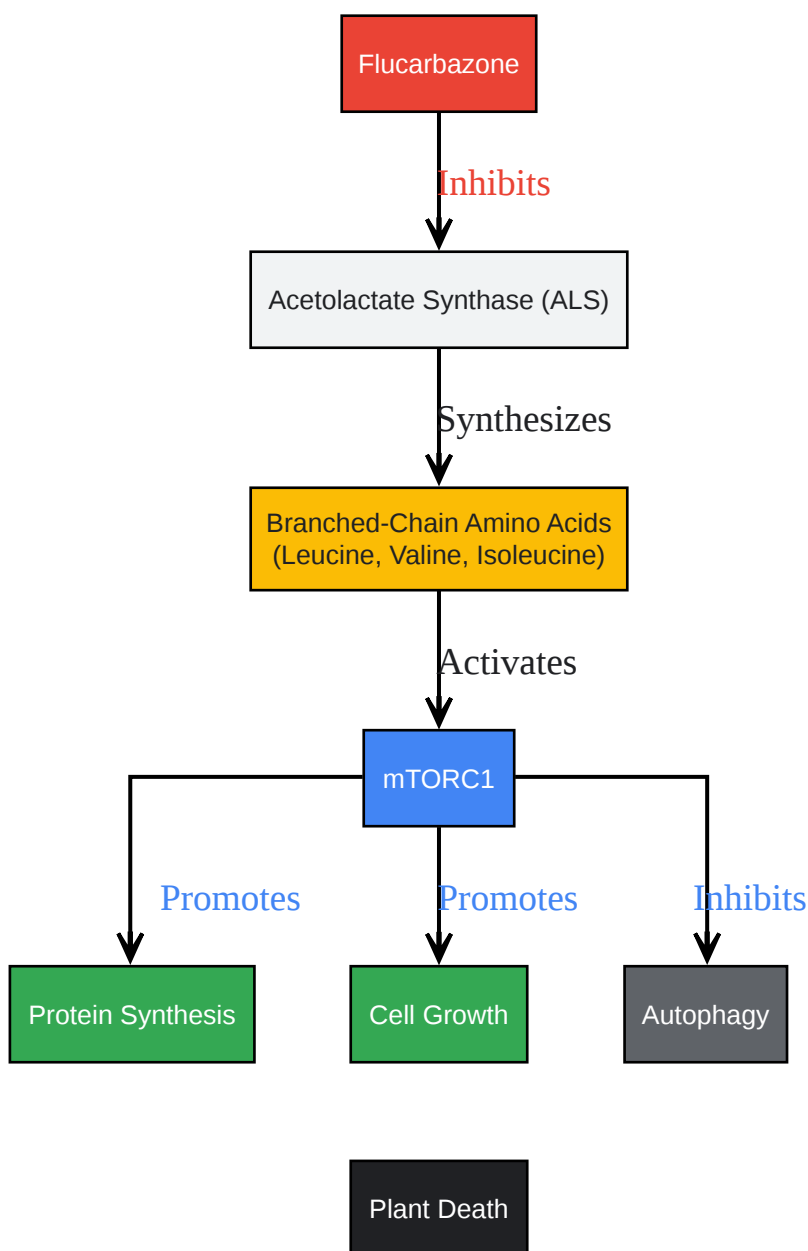 Flucarbazone
Inhibits
Acetolactate Synthase (ALS)
Synthesizes
Branched-Chain Amino Acids
(Leucine, Valine, Isoleucine)
Activates
mTORC1
Promotes
Promotes
Inhibits
Protein Synthesis
Cell Growth
Autophagy
Plant Death